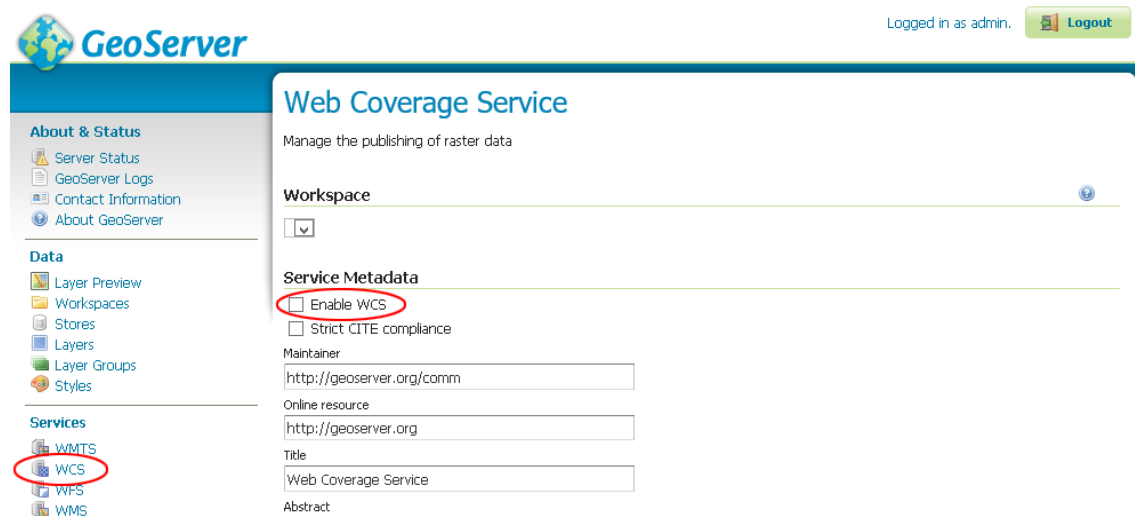 Logged in as admin.
Logout
GeoServer
About & Status
Server Status
GeoServer Logs
Contact Information
About GeoServer
Data
Layer Preview
Workspaces
Stores
Layers
Layer Groups
Styles
Services
WMTS
WCS
WFS
WMS
Web Coverage Service
Manage the publishing of raster data
Workspace
Service Metadata
Enable WCS
Strict CITE compliance
Maintainer
http://geoserver.org/comm
Online resource
http://geoserver.org
Title
Web Coverage Service
Abstract